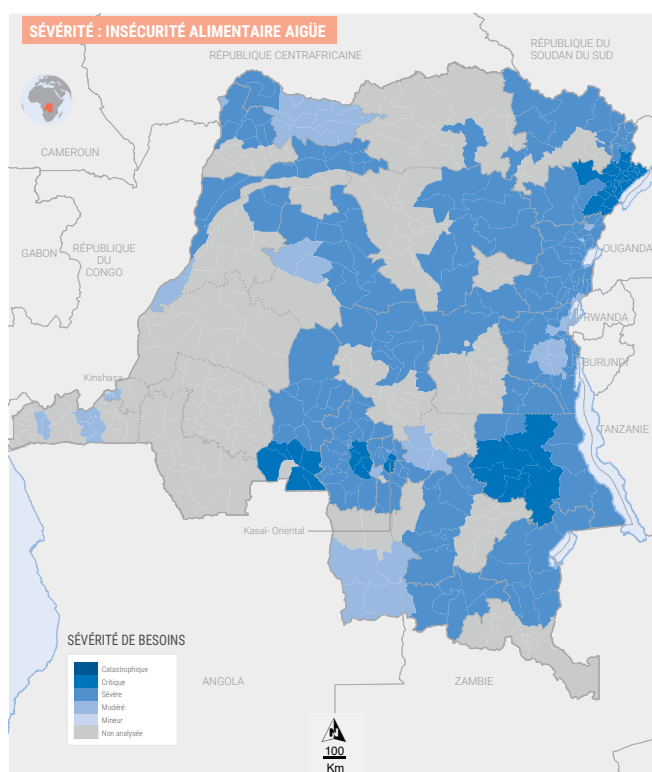 SÉVÉRITÉ : INSÉCURITÉ ALIMENTAIRE AIGÜE
RÉPUBLIQUE CENTRAFRICAINE
RÉPUBLIQUE DU
SOUDAN DU SUD
CAMEROUN
GABON
RÉPUBLIQUE
DU
CONGO
OUGANDA
RWANDA
BURUNDI
Kinshasa
TANZANIE
Kasaï- Oriental
SÉVÉRITÉ DE BESOINS
Catastrophique
Critique
Sévère
Modéré
Mineur
Non analysée
ANGOLA
ZAMBIE
N
100
Km